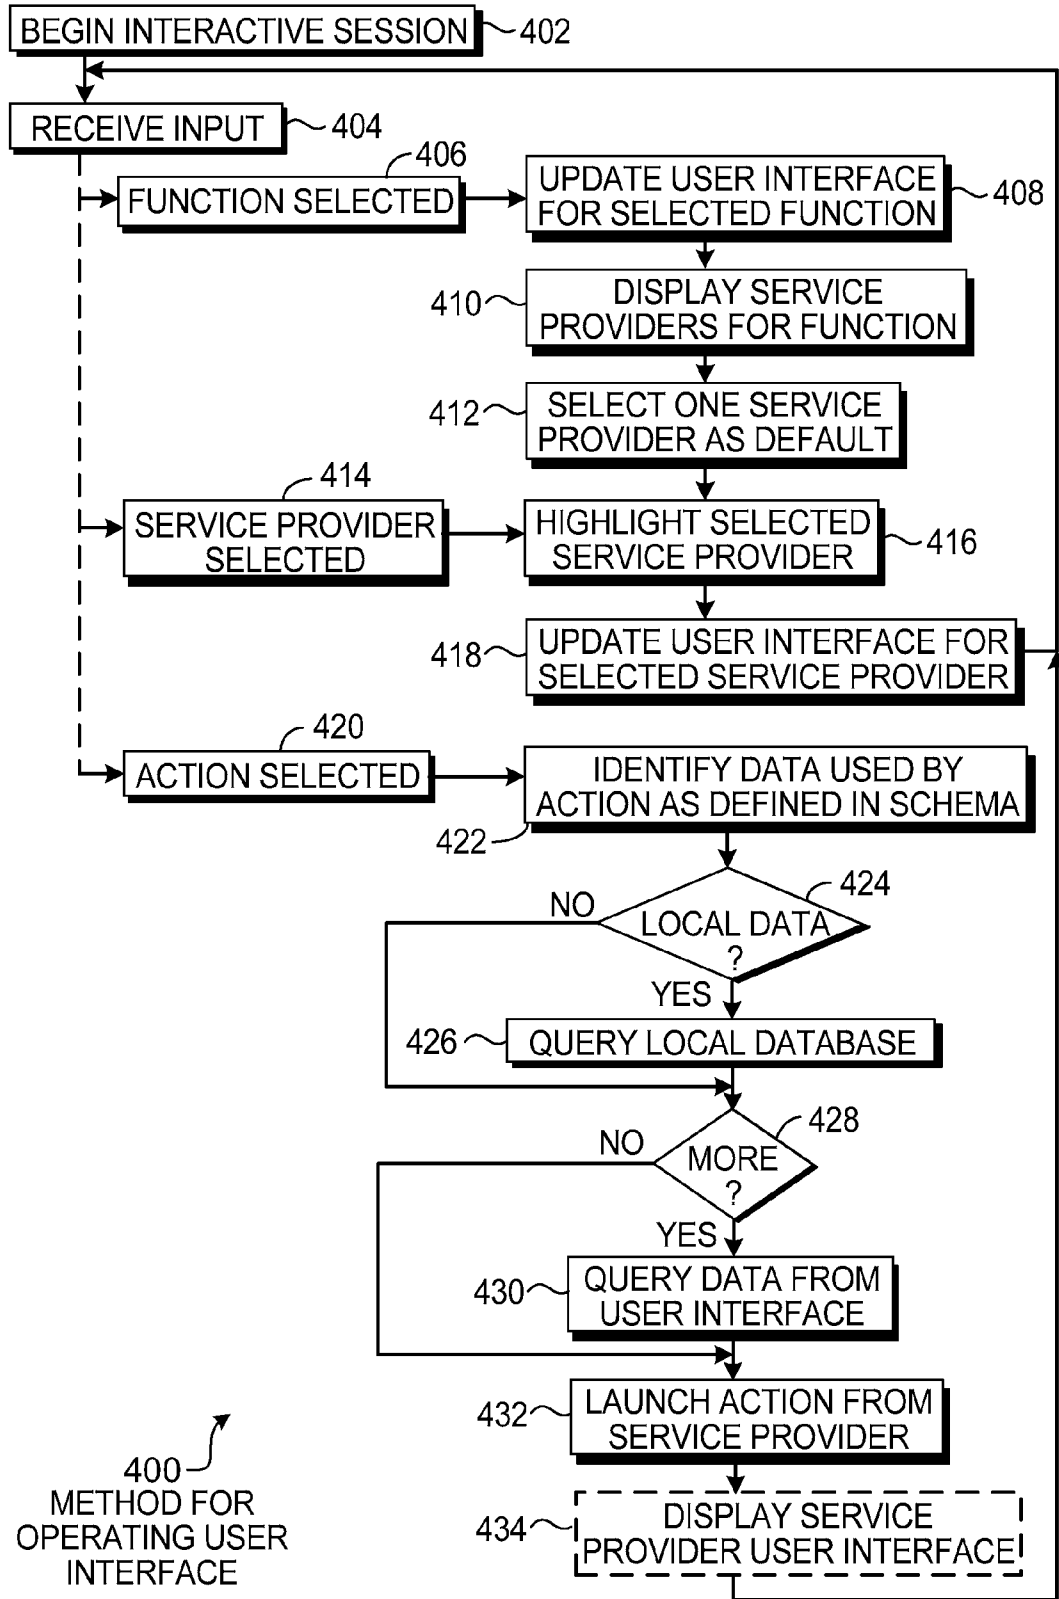 BEGIN INTERACTIVE SESSION
402
RECEIVE INPUT
404
406
FUNCTION SELECTED
UPDATE USER INTERFACE
FOR SELECTED FUNCTION
408
410
DISPLAY SERVICE
PROVIDERS FOR FUNCTION
412
SELECT ONE SERVICE
PROVIDER AS DEFAULT
414
SERVICE PROVIDER
SELECTED
HIGHLIGHT SELECTED
SERVICE PROVIDER
416
418
UPDATE USER INTERFACE FOR
SELECTED SERVICE PROVIDER
420
ACTION SELECTED
IDENTIFY DATA USED BY
ACTION AS DEFINED IN SCHEMA
422
424
NO
LOCAL DATA
?
YES
426
QUERY LOCAL DATABASE
428
NO
MORE
?
YES
430
QUERY DATA FROM
USER INTERFACE
432
LAUNCH ACTION FROM
SERVICE PROVIDER
434
DISPLAY SERVICE
PROVIDER USER INTERFACE
400
METHOD FOR
OPERATING USER
INTERFACE